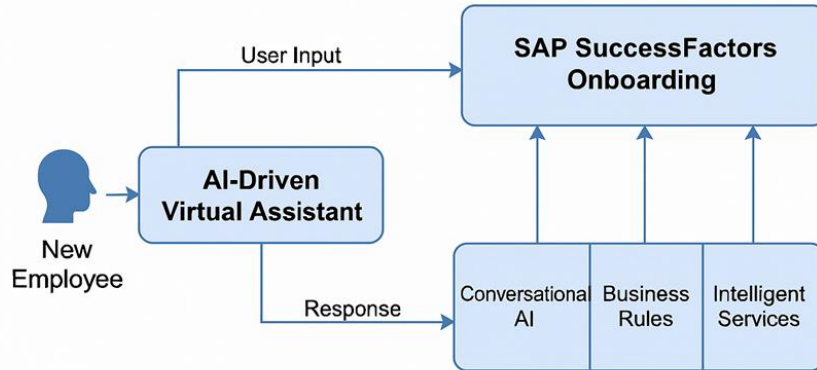 User Input
SAP SuccessFactors
Onboarding
AI-Driven
Virtual Assistant
New
Employee
Response
Conversational
AI
Business
Rules
Intelligent
Services